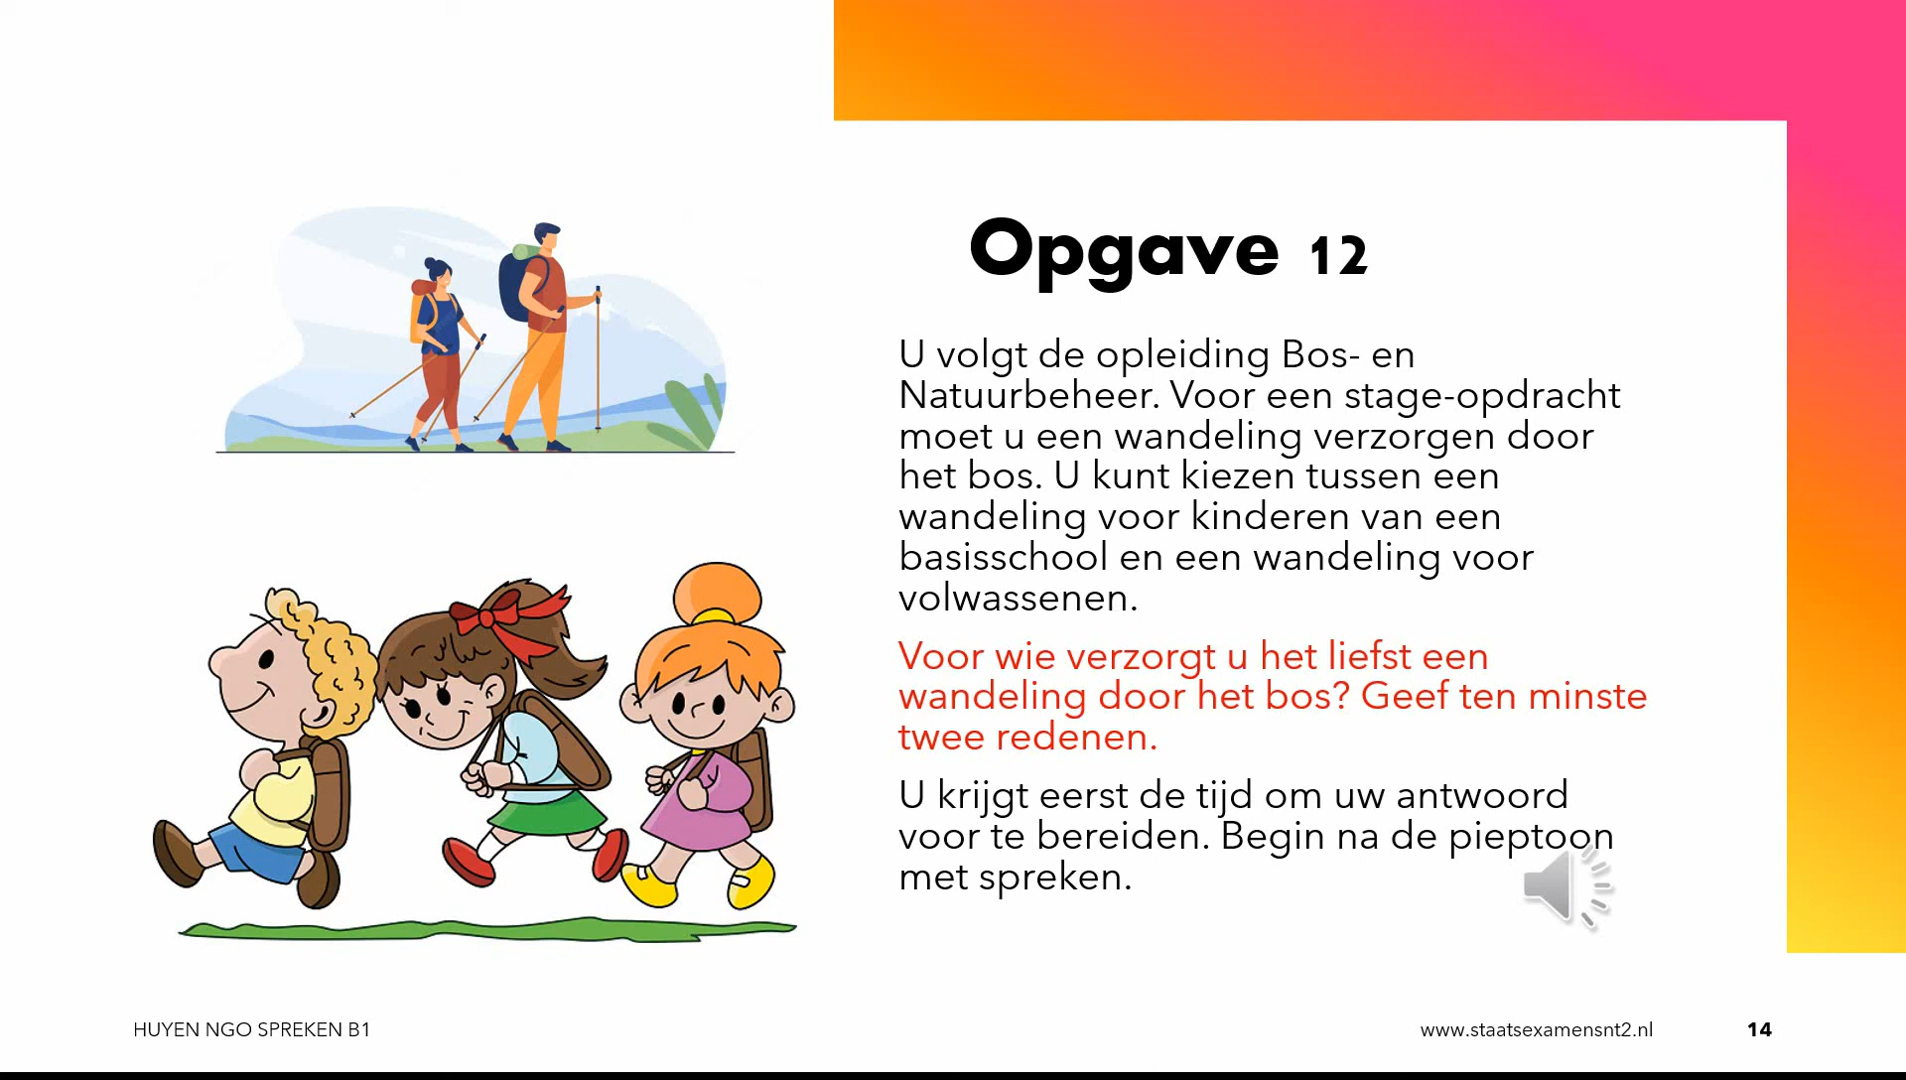 Opgave 12
U volgt de opleiding Bos- en
Natuurbeheer. Voor een stage-opdracht
moet u een wandeling verzorgen door
het bos. U kunt kiezen tussen een
wandeling voor kinderen van een
basisschool en een wandeling voor
volwassenen.
Voor wie verzorgt u het liefst een
wandeling door het bos? Geef ten minste
twee redenen.
U krijgt eerst de tijd om uw antwoord
voor te bereiden. Begin na de pieptoon
met spreken.
HUYEN NGO SPREKEN B1
www.staatsexamensnt2.nl
14